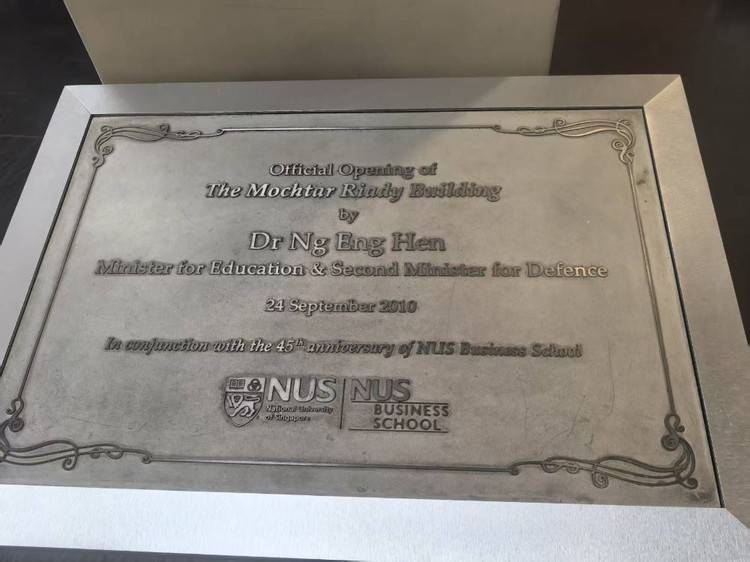 Official Opening of
The Mochtar Riady Building
by
Dr Ng Eng Hen
Minister for Education & Second Minister for Defence
24 September 2010
In conjunction with the 45th anniversary of NUS Business School
NUS
National University
of Singapore
NUS
BUSINESS
SCHOOL